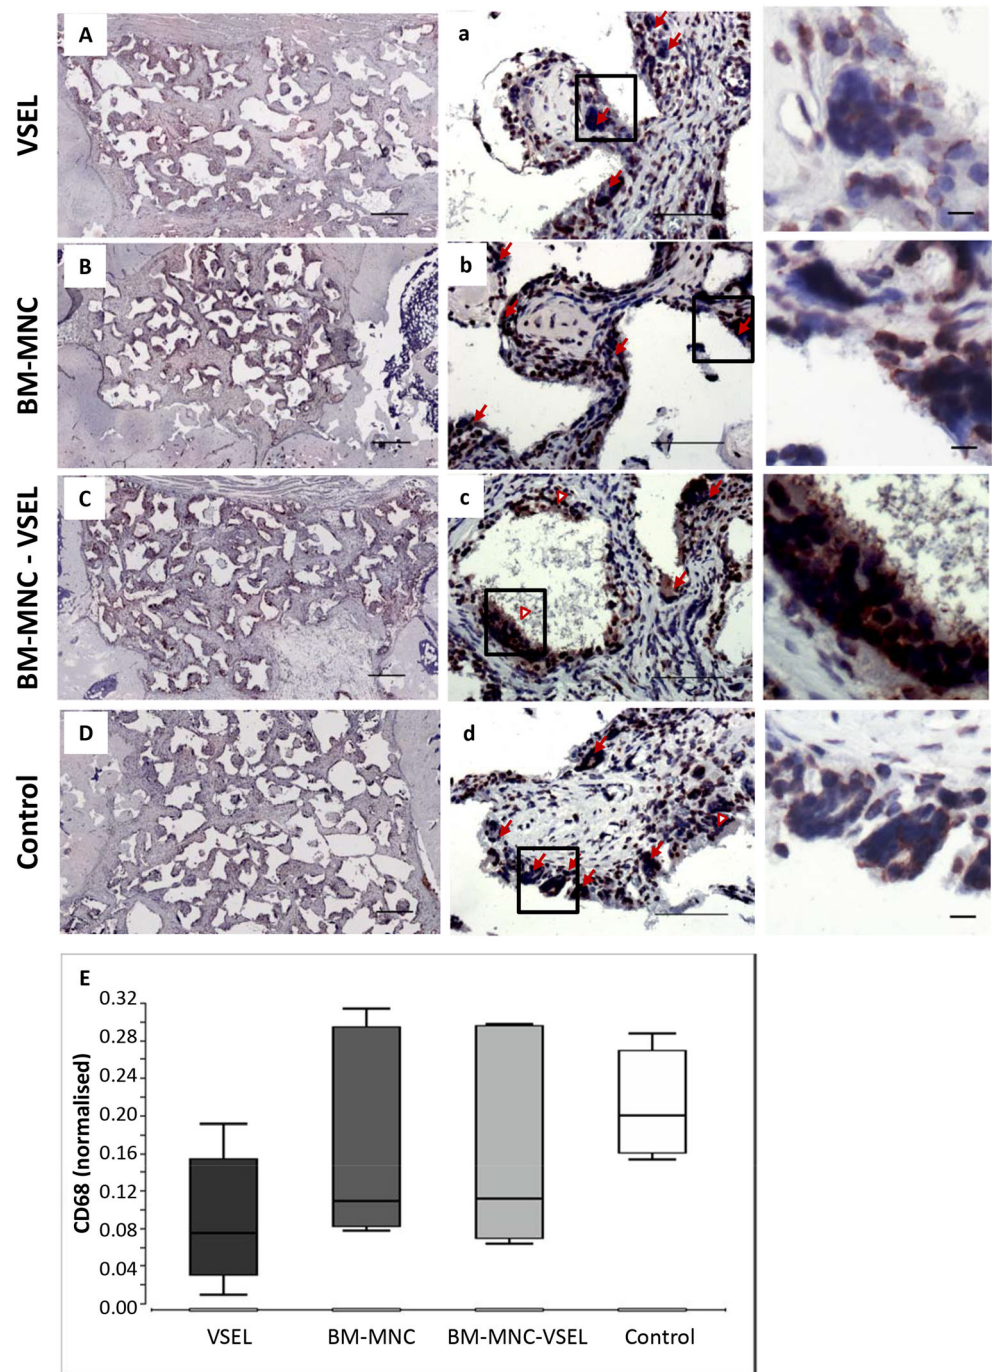 VSEL
A
a
BM-MNC
B
b
BM-MNC - VSEL
C
c
Control
D
d
E
CD68 (normalised)
0.32
0.28
0.24
0.20
0.16
0.12
0.08
0.04
0.00
VSEL BM-MNC BM-MNC-VSEL Control